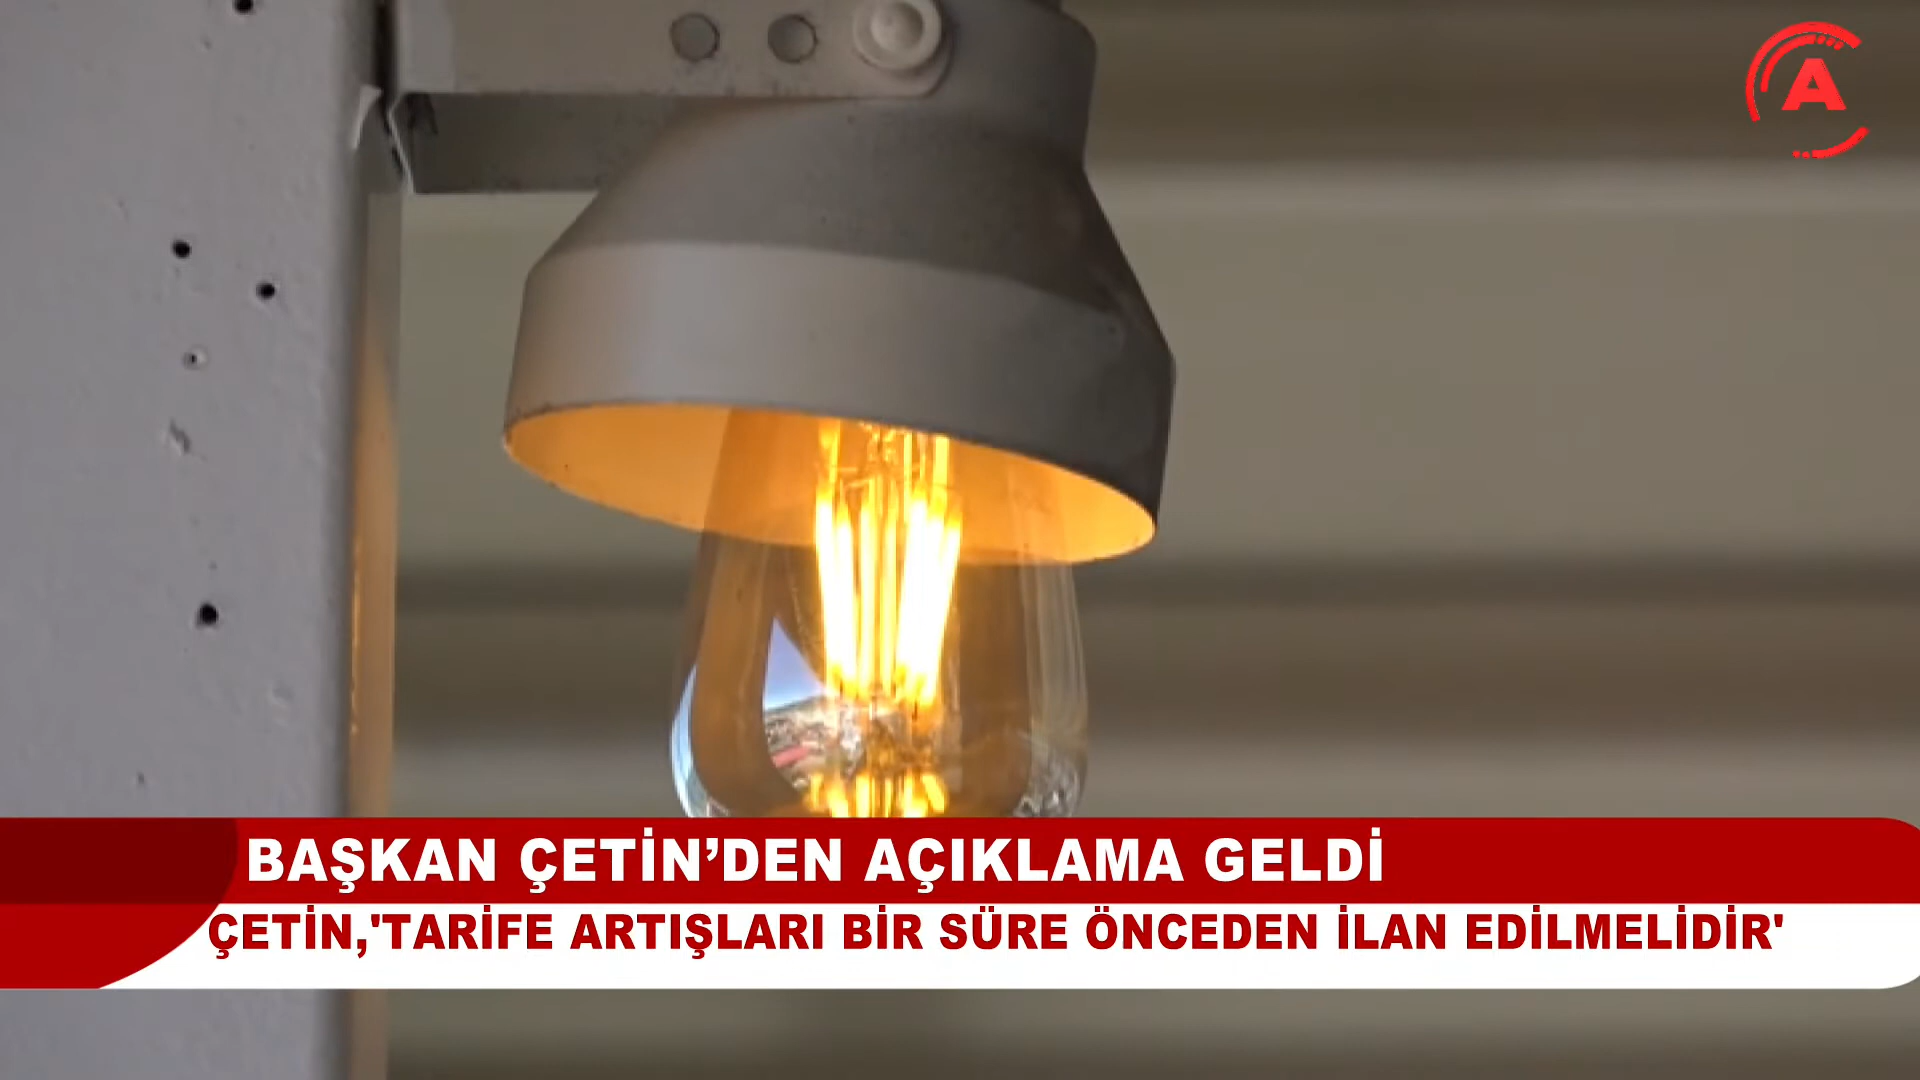 A
BAŞKAN ÇETİN’DEN AÇIKLAMA GELDİ
ÇETİN,'TARİFE ARTIŞLARI BİR SÜRE ÖNCEDEN İLAN EDİLMELİDİR'